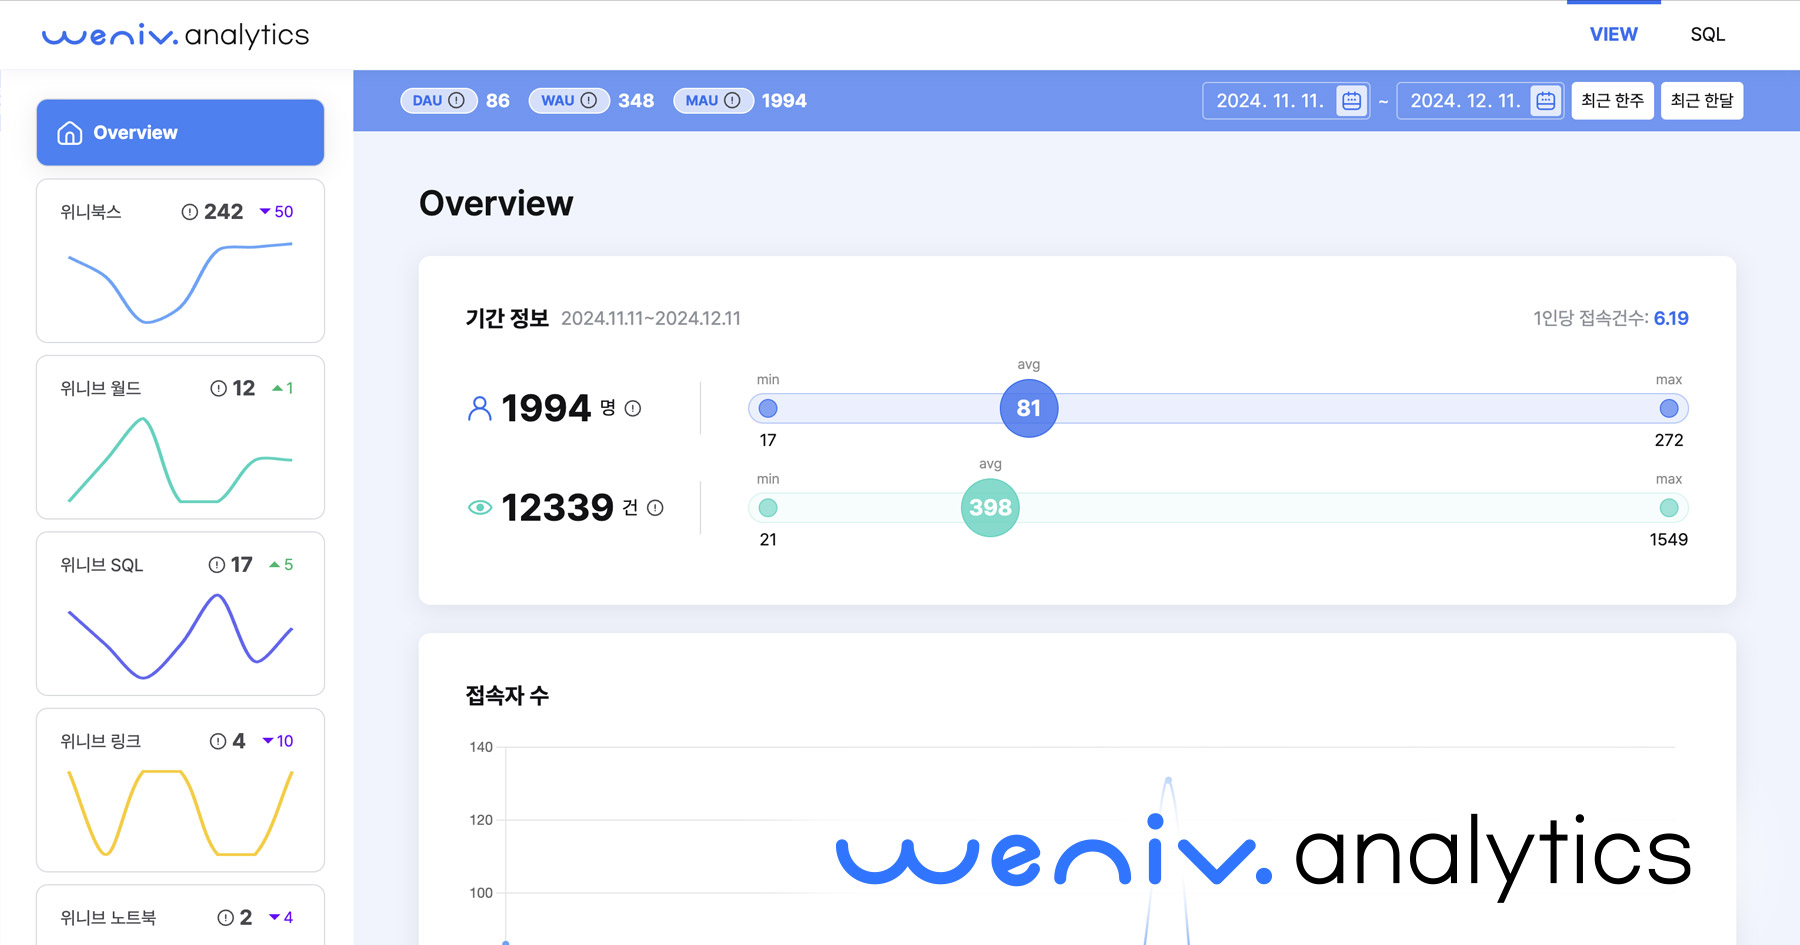 weniv. analytics
VIEW
SQL
DAU 86 WAU 348 MAU 1994
2024. 11. 11. ~ 2024. 12. 11. 최근 한주 최근 한달
Overview
위니북스 242 50
위니브 월드 12 1
위니브 SQL 17 5
위니브 링크 4 10
위니브 노트북 2 4
Overview
기간 정보 2024.11.11~2024.12.11
1인당 접속건수: 6.19
1994 명
min
avg
max
17
81
272
12339 건
min
avg
max
21
398
1549
접속자 수
140
120
100
weniv. analytics